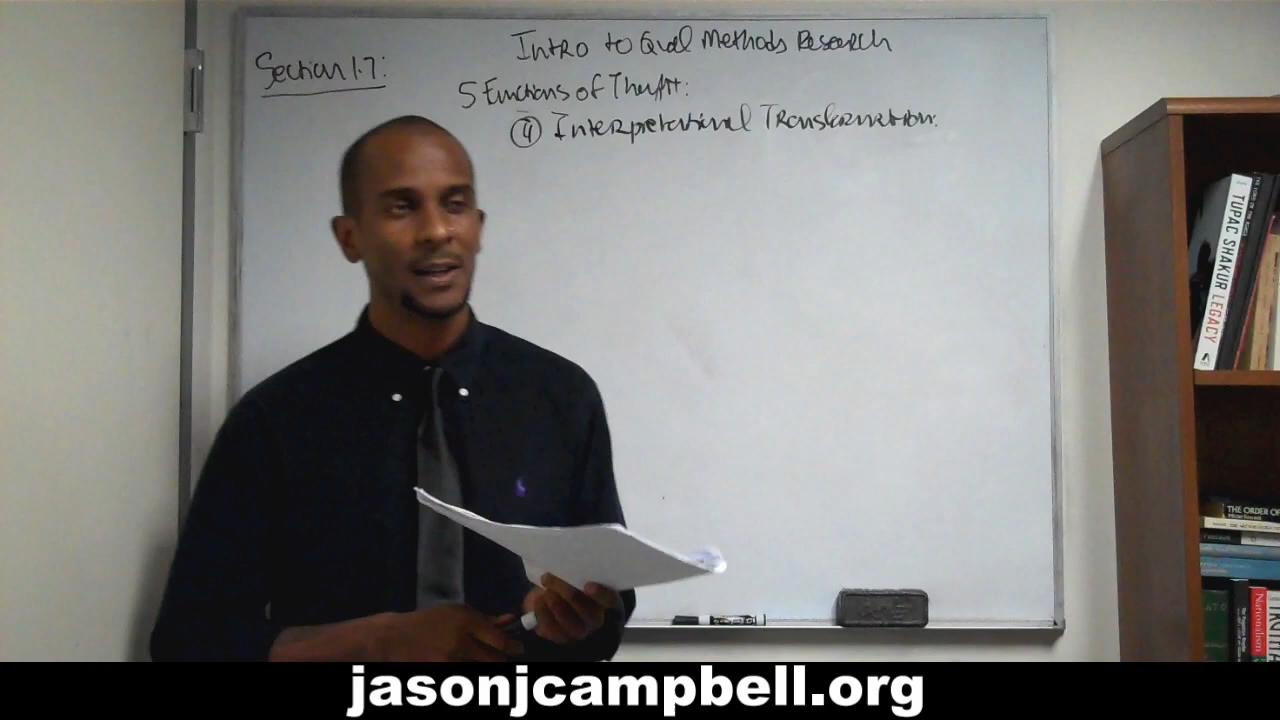 Intro to Qual Methods Research
Section 1.7:
5 Functions of
④ Interpretational Transformation.
TUPAC SHAKUR LEGACY
THE ORDER OF
Nationalism
jasonjcampbell.org